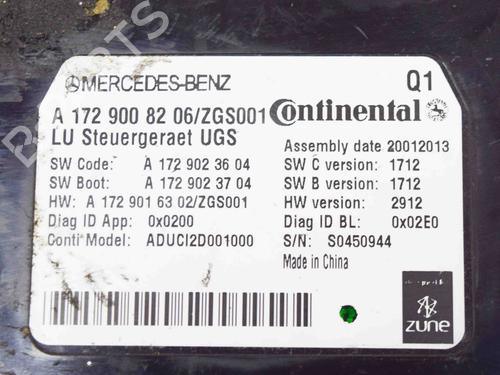 MERCEDES-BENZ Q1
A 172 900 82 06/ZGS001 Continental
LU Steuergeraet UGS
Assembly date 20012013
SW Code: A 172 902 36 04 SW C version: 1712
SW Boot: A 172 902 37 04 SW B version: 1712
HW: A 172 901 63 02/ZGS001 HW version: 2912
Diag ID App: 0x0200 Diag ID BL: 0x02E0
Conti Model: ADUCI2D001000 S/N: S0450944
Made in China
ZUNE